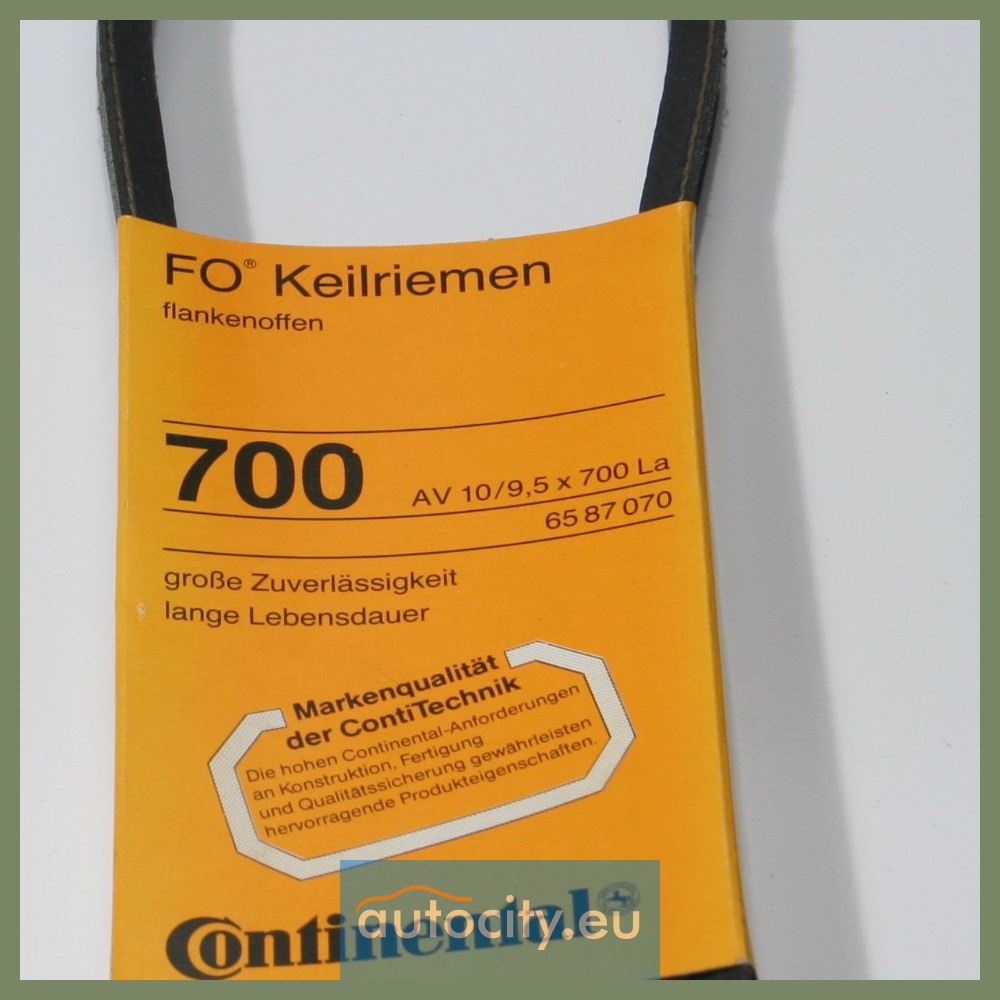 FO® Keilriemen
flankenoffen
700 AV 10/9,5 x 700 La
65 87 070
große Zuverlässigkeit
lange Lebensdauer
Markenqualität
der ContiTechnik
Die hohen Continental-Anforderungen
an Konstruktion, Fertigung
und Qualitätssicherung gewährleisten
hervorragende Produkteigenschaften.
Continental
autocity.eu